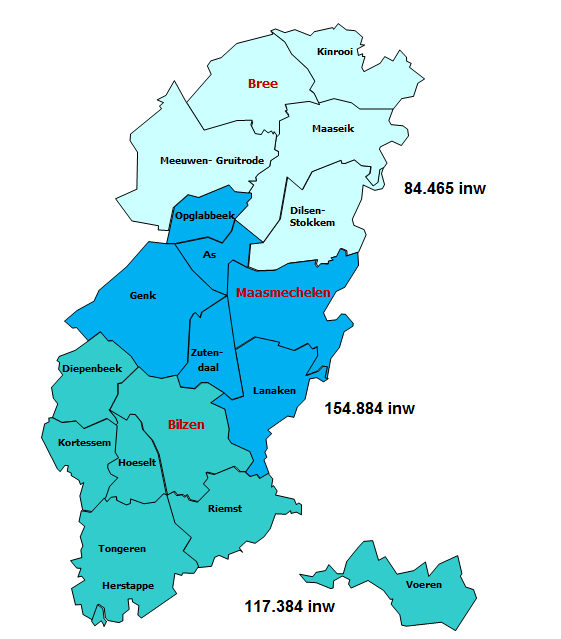 Kinrooi
Bree
Maaseik
Meeuwen- Gruitrode
84.465 inw
Opglabbeek
Dilsen-
Stokkem
As
Genk
Maasmechelen
Zuten-
daal
Diepenbeek
Lanaken
154.884 inw
Bilzen
Kortessem
Hoeselt
Riemst
Tongeren
Herstappe
Voeren
117.384 inw